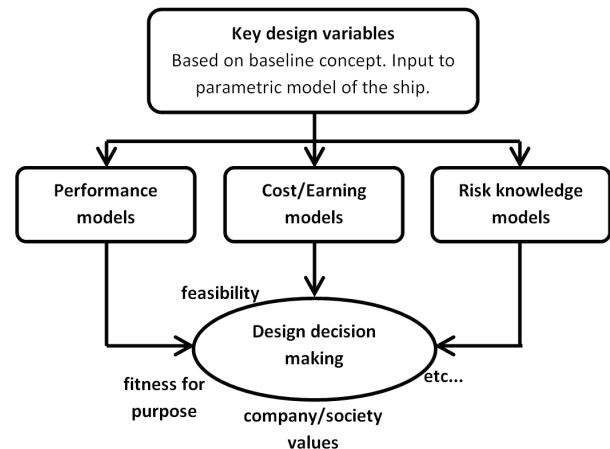 Key design variables
Based on baseline concept. Input to
parametric model of the ship.
Performance
models
Cost/Earning
models
Risk knowledge
models
feasibility
Design decision
making
fitness for
purpose
etc...
company/society
values